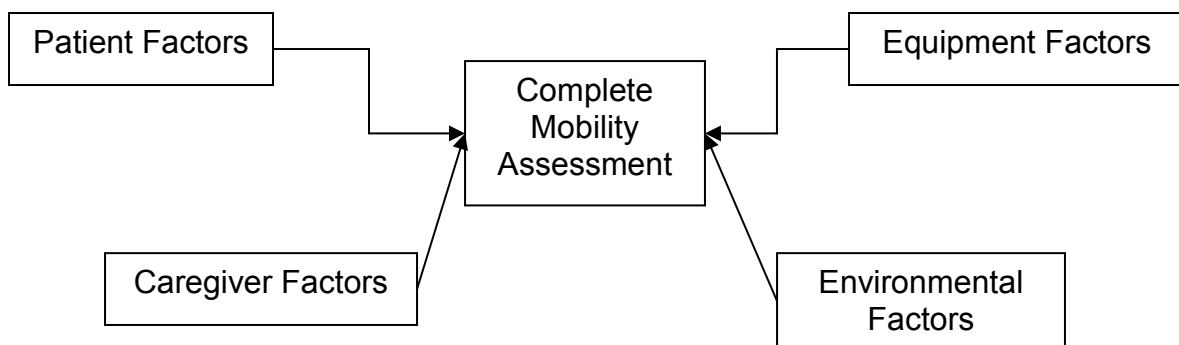 Patient Factors
Equipment Factors
Complete
Mobility
Assessment
Caregiver Factors
Environmental
Factors